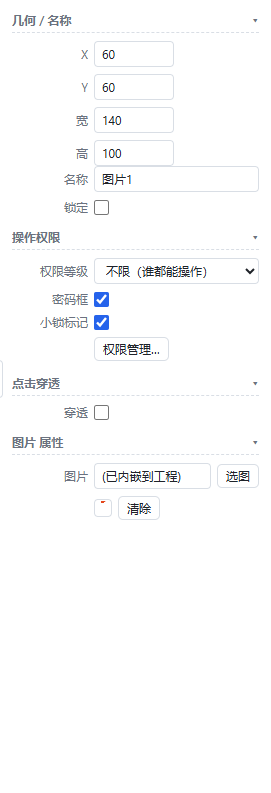 几何 / 名称
X 60
Y 60
宽 140
高 100
名称 图片1
锁定
操作权限
权限等级 不限（谁都能操作）
密码框
小锁标记
权限管理...
点击穿透
穿透
图片 属性
图片 (已内嵌到工程) 选图
清除